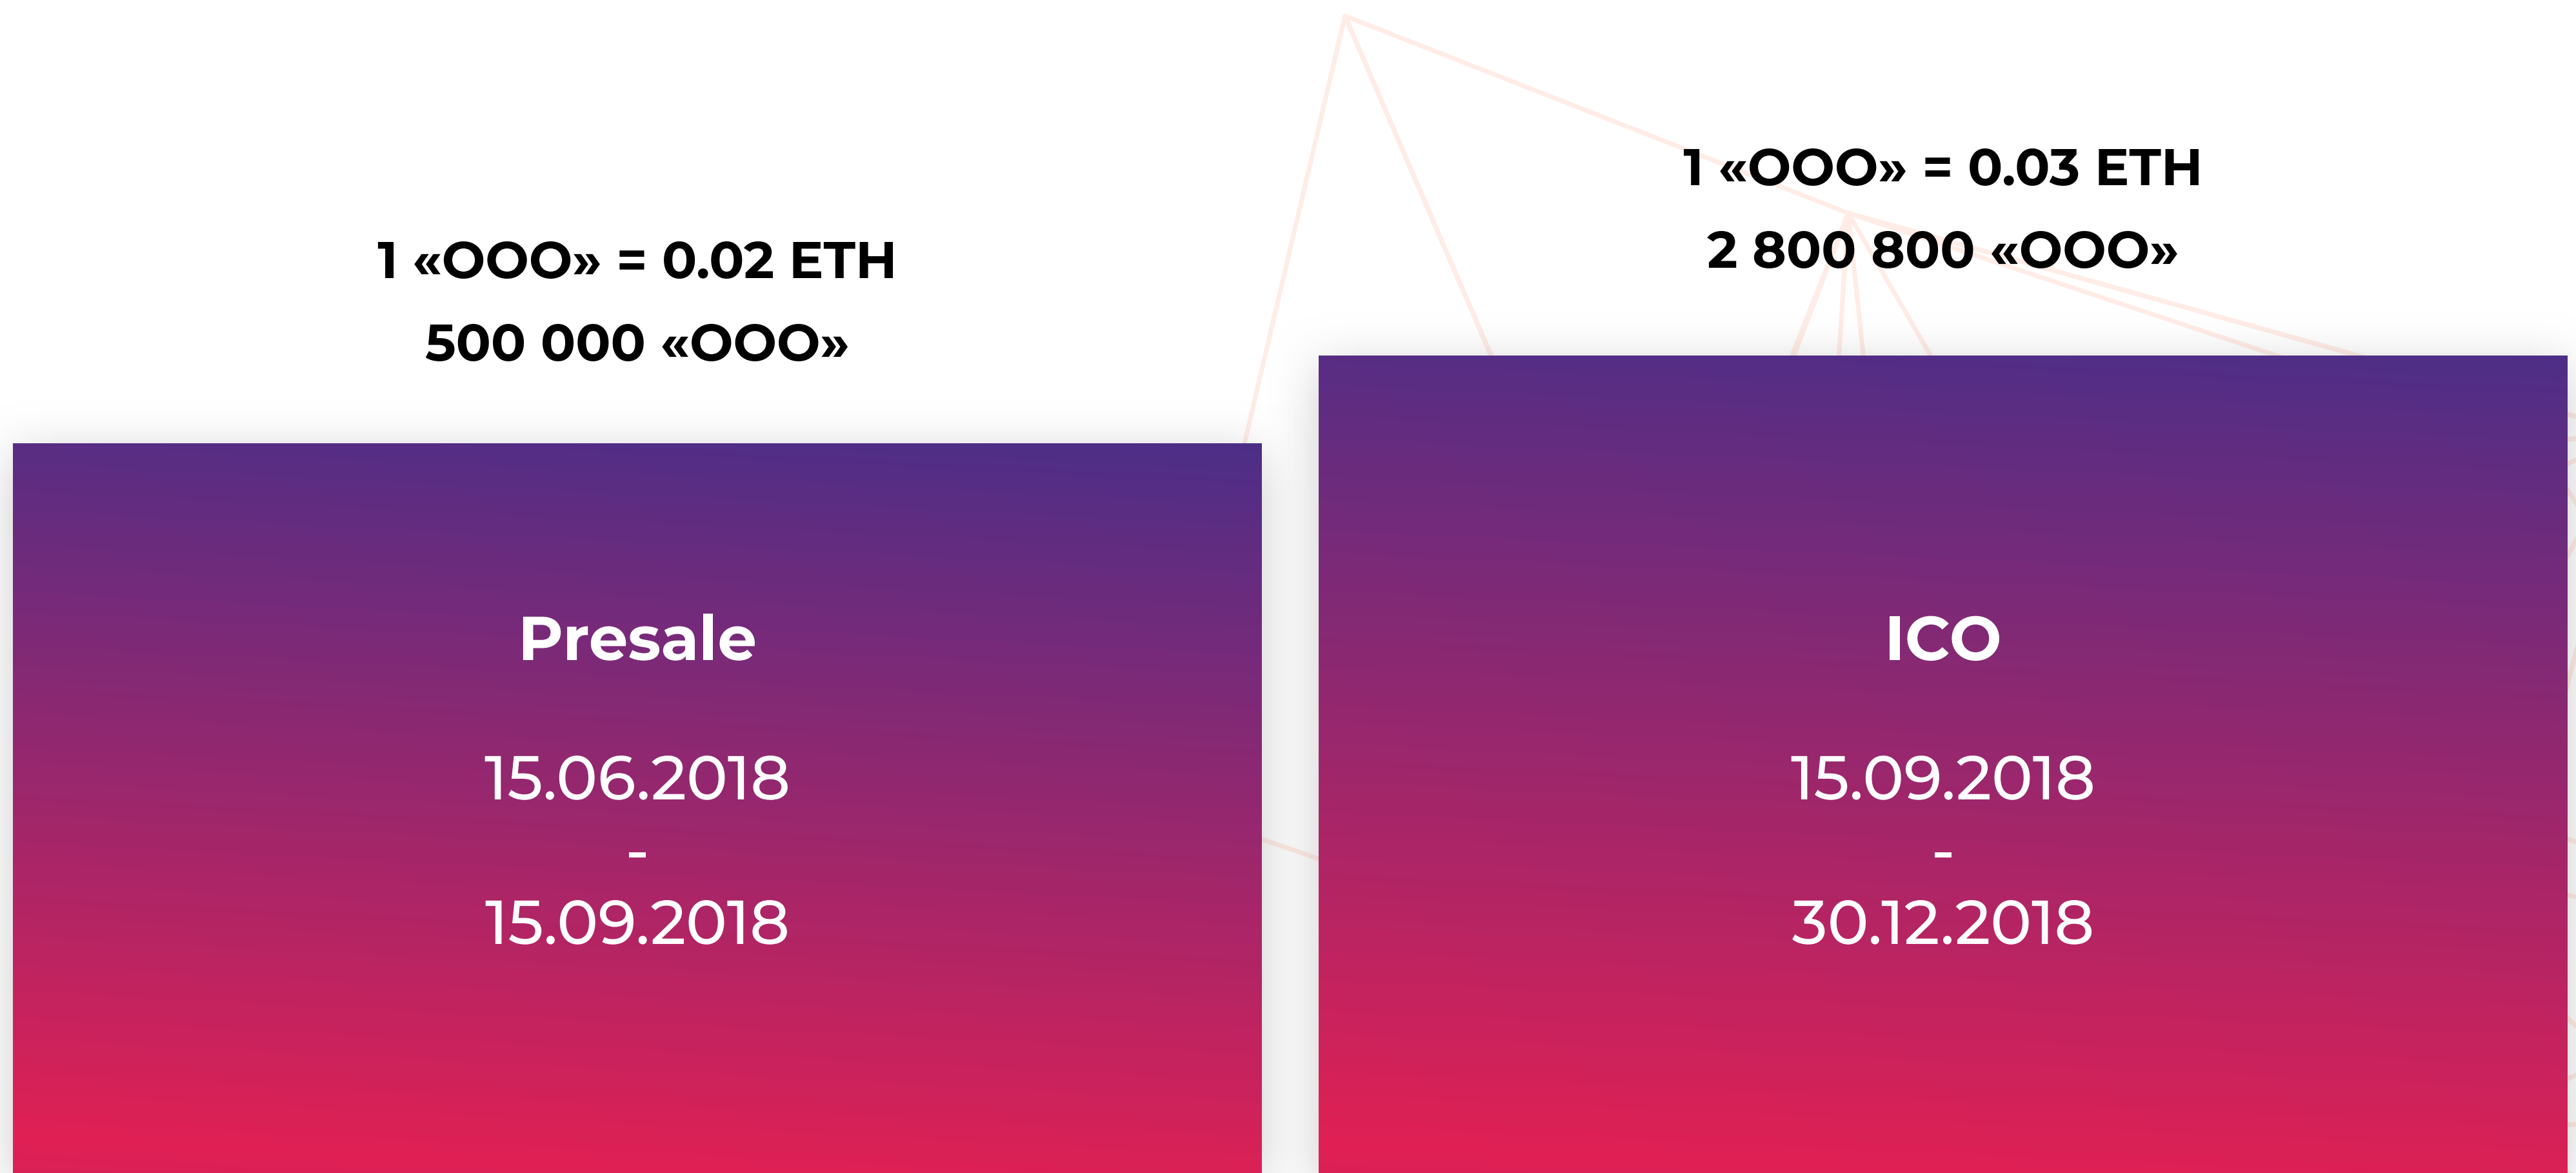 1 «OOO» = 0.02 ETH
500 000 «OOO»
Presale
15.06.2018
-
15.09.2018
1 «OOO» = 0.03 ETH
2 800 800 «OOO»
ICO
15.09.2018
-
30.12.2018